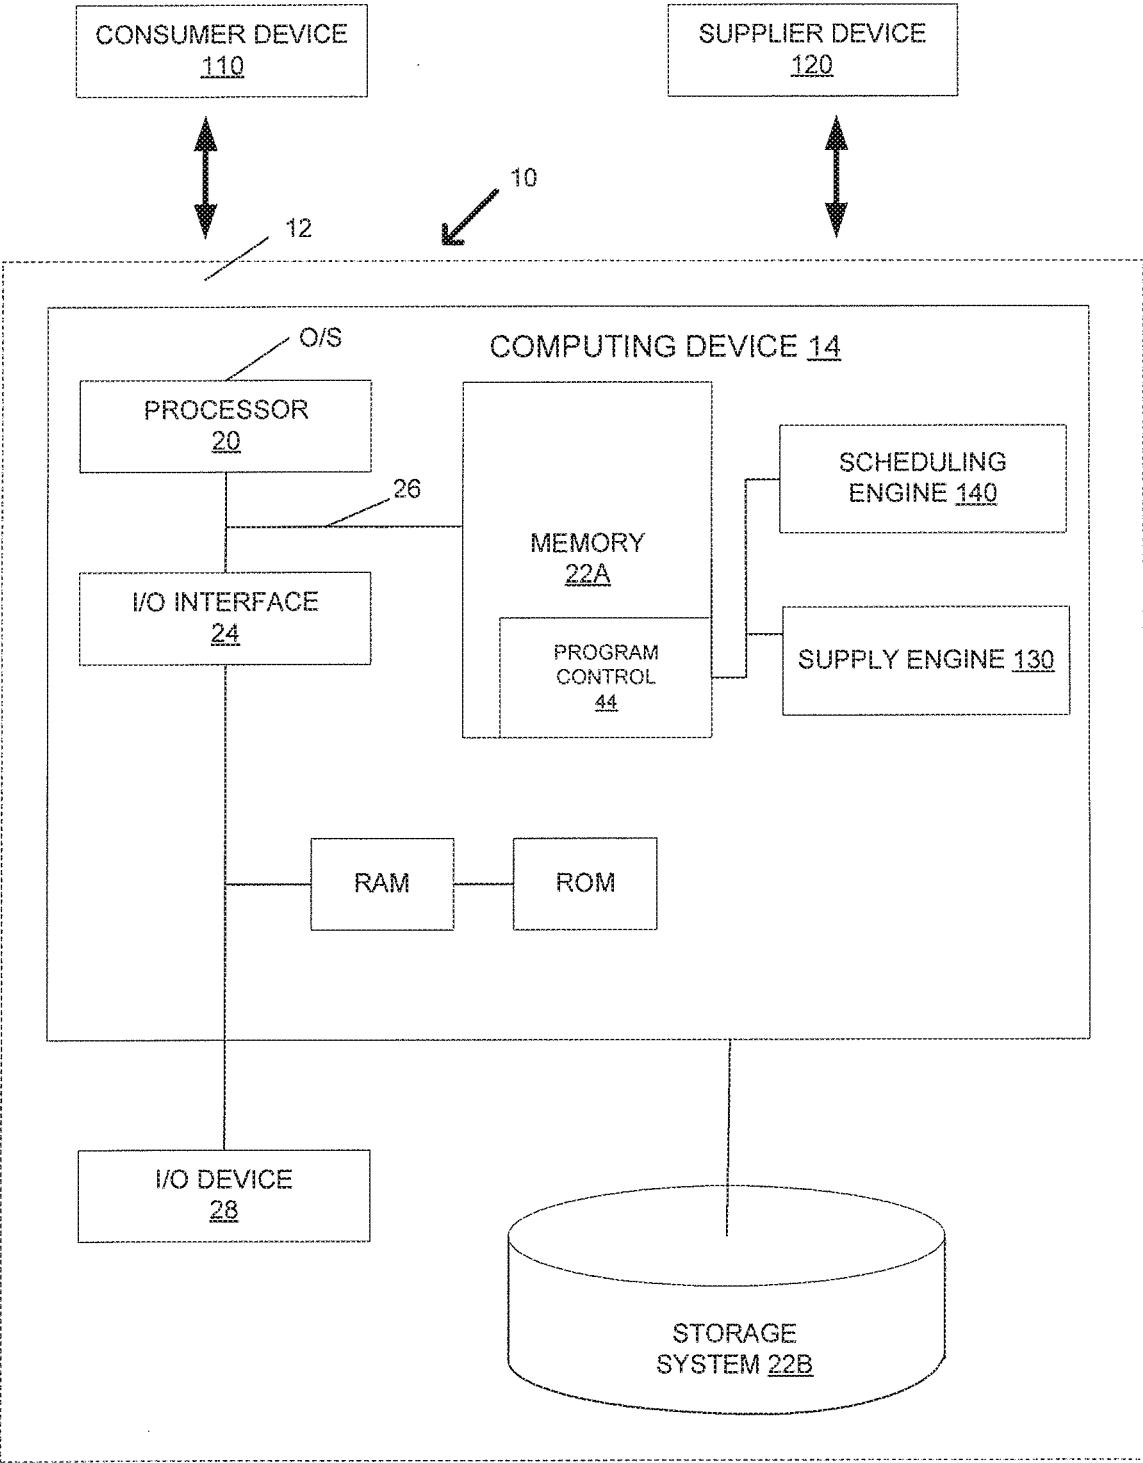 CONSUMER DEVICE
110
SUPPLIER DEVICE
120
10
12
O/S
COMPUTING DEVICE 14
PROCESSOR
20
26
SCHEDULING
ENGINE 140
MEMORY
22A
I/O INTERFACE
24
PROGRAM
CONTROL
44
SUPPLY ENGINE 130
RAM
ROM
I/O DEVICE
28
STORAGE
SYSTEM 22B